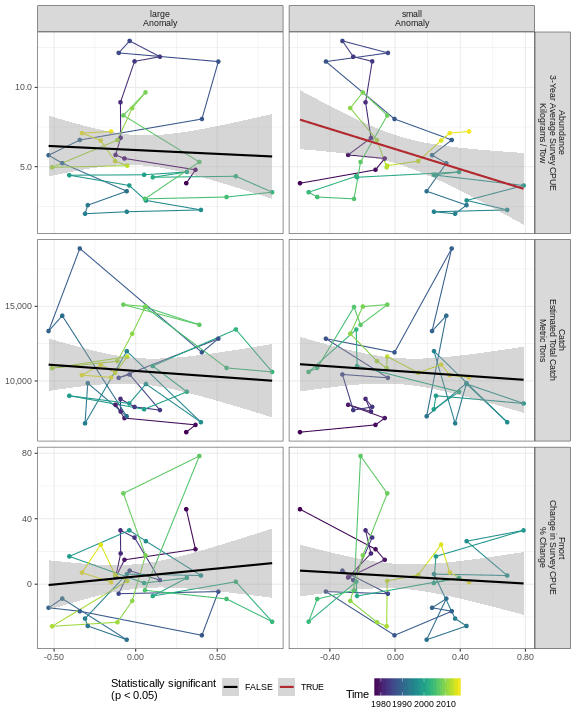 large
Anomaly
small
Anomaly
10.0
5.0
Abundance
3-Year Average Survey CPUE
Kilograms / Tow
15,000
10,000
Catch
Estimated Total Catch
Metric Tons
80
40
0
Fmort
Change in Survey CPUE
% Change
-0.50 0.00 0.50
-0.40 0.00 0.40 0.80
Statistically significant
(p < 0.05)
FALSE TRUE
Time
1980 1990 2000 2010